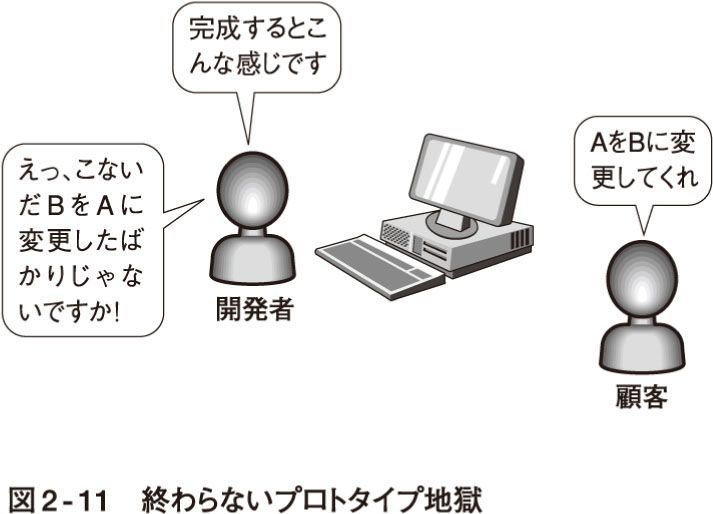 完成するとこ
んな感じです
えっ、こない
だBをAに
変更したば
かりじゃな
いですか!
開発者
AをBに変
更してくれ
顧客
図2-11　終わらないプロトタイプ地獄